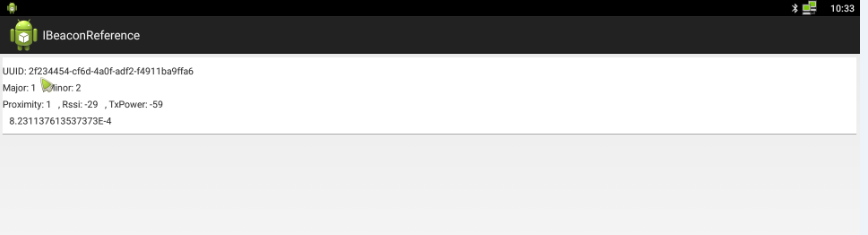 10:33
IBeaconReference
UUID: 2f234454-cf6d-4a0f-adf2-f4911ba9ffa6
Major: 1 Minor: 2
Proximity: 1 , Rssi: -29 , TxPower: -59
8.231137613537373E-4